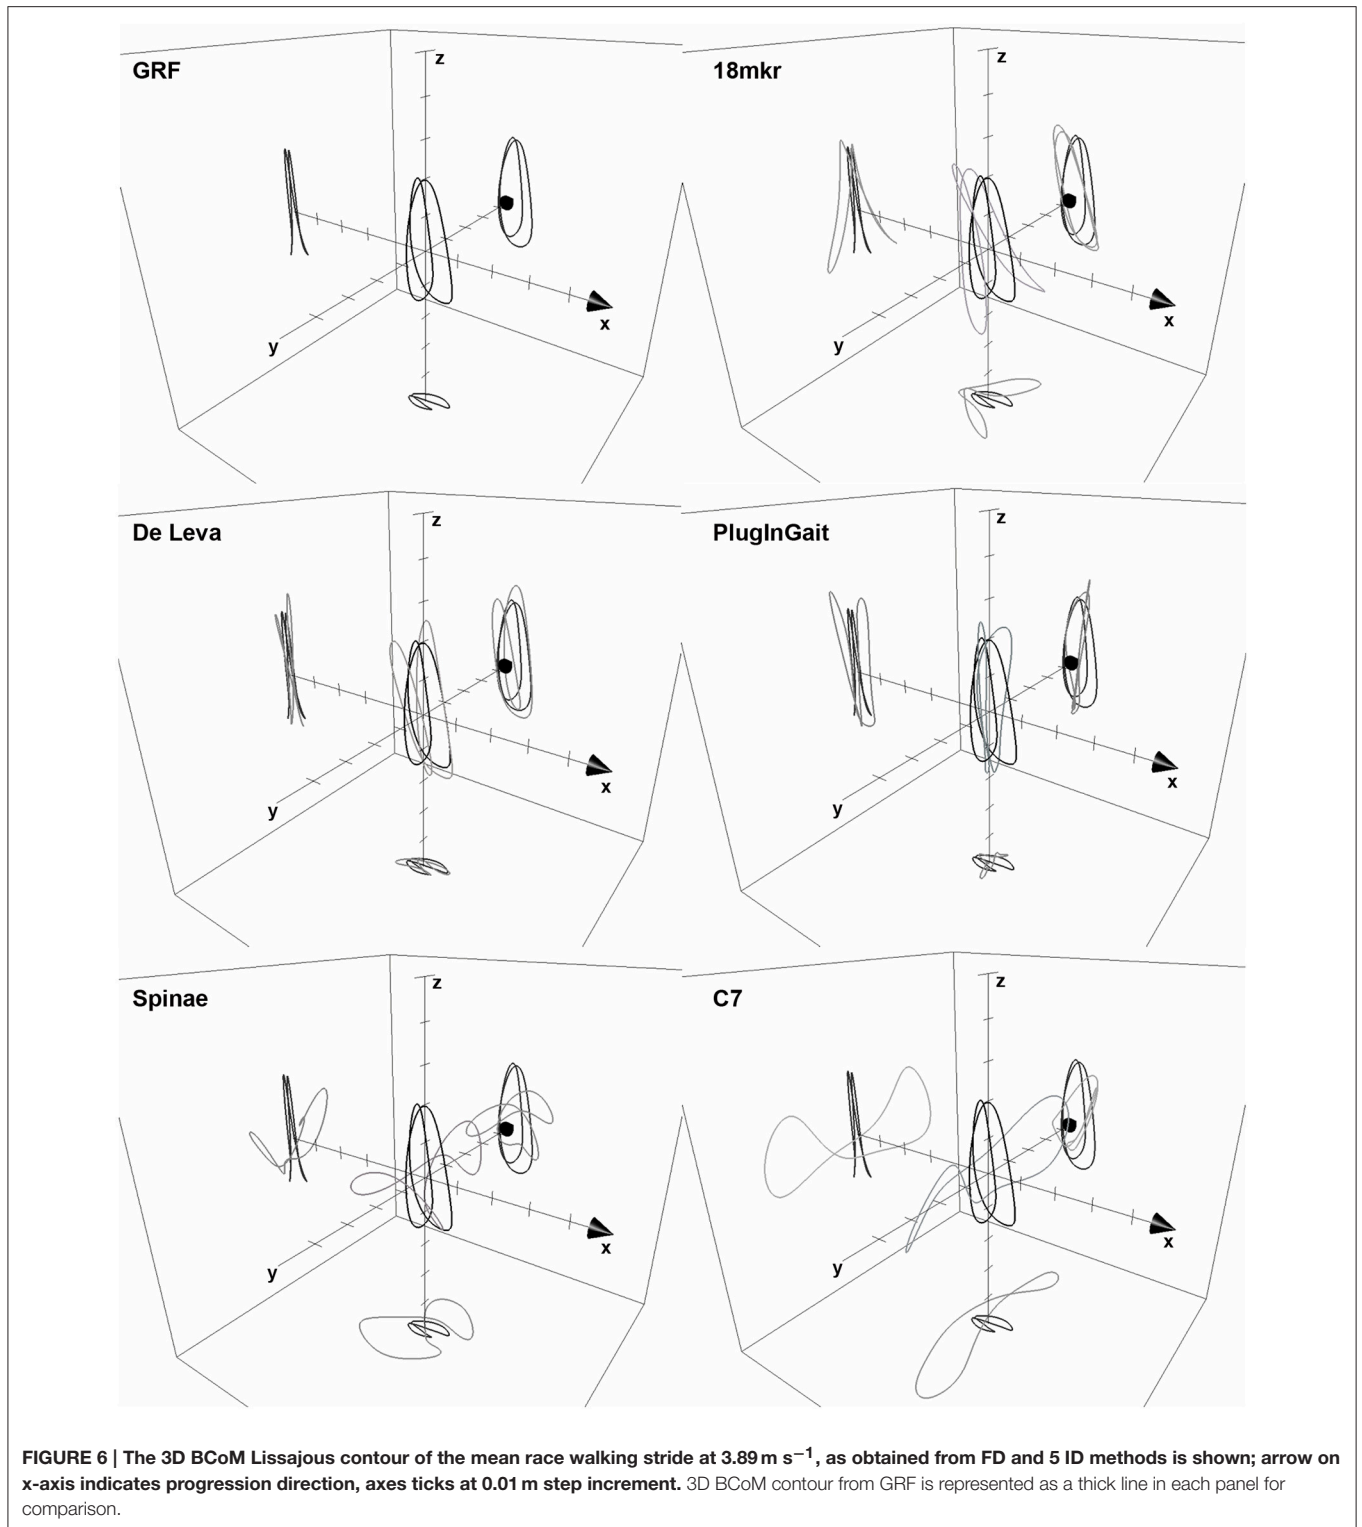 GRF
z
x
y
18mkr
z
x
y
De Leva
z
x
y
PlugInGait
z
x
y
Spinae
z
x
y
C7
z
x
y
FIGURE 6 | The 3D BCoM Lissajous contour of the mean race walking stride at 3.89 m s−1, as obtained from FD and 5 ID methods is shown; arrow on
x-axis indicates progression direction, axes ticks at 0.01 m step increment. 3D BCoM contour from GRF is represented as a thick line in each panel for
comparison.